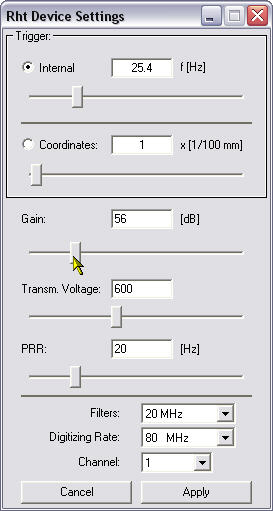 Rht Device Settings
Trigger:
Internal 25.4 f [Hz]
Coordinates: 1 x [1/100 mm]
Gain: 56 [dB]
Transm. Voltage: 600
PRR: 20 [Hz]
Filters: 20 MHz
Digitizing Rate: 80 MHz
Channel: 1
Cancel Apply